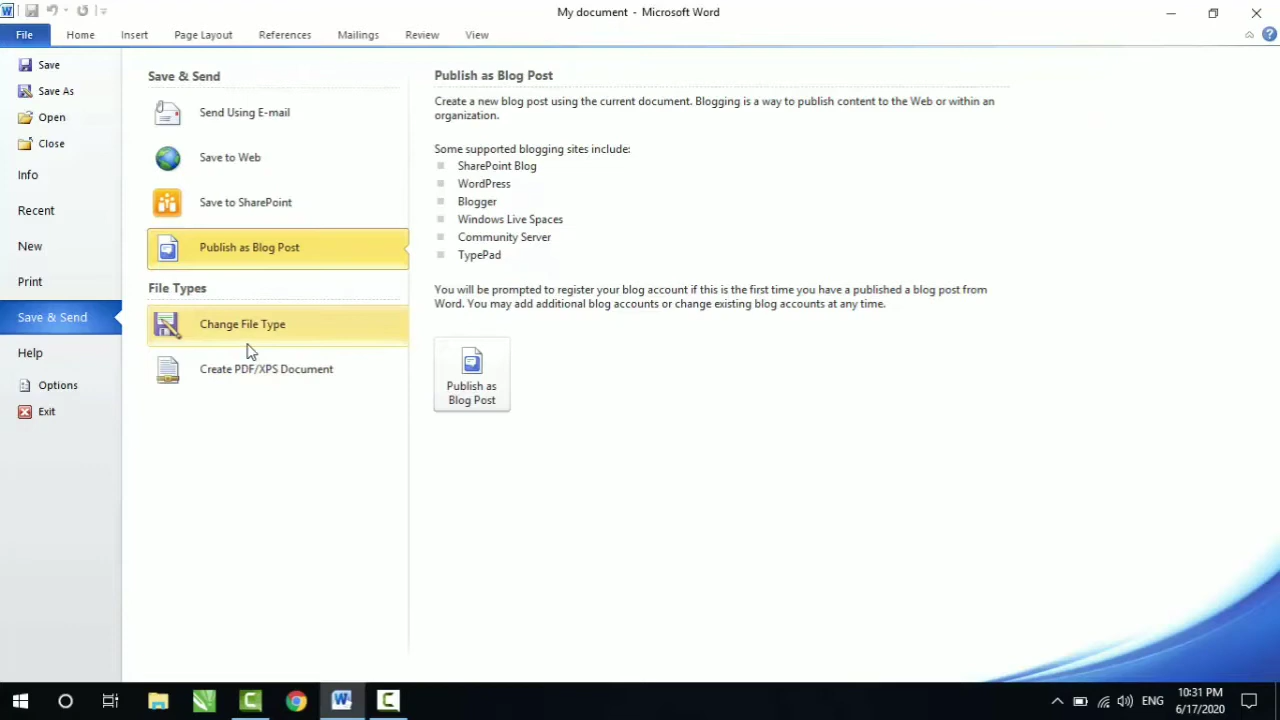 My document - Microsoft Word
File Home Insert Page Layout References Mailings Review View
Save
Save As
Open
Close
Info
Recent
New
Print
Save & Send
Help
Options
Exit
Save & Send
Send Using E-mail
Save to Web
Save to SharePoint
Publish as Blog Post
File Types
Change File Type
Create PDF/XPS Document
Publish as Blog Post
Create a new blog post using the current document. Blogging is a way to publish content to the Web or within an
organization.
Some supported blogging sites include:
SharePoint Blog
WordPress
Blogger
Windows Live Spaces
Community Server
TypePad
You will be prompted to register your blog account if this is the first time you have a published a blog post from
Word. You may add additional blog accounts or change existing blog accounts at any time.
Publish as
Blog Post
ENG
10:31 PM
6/17/2020